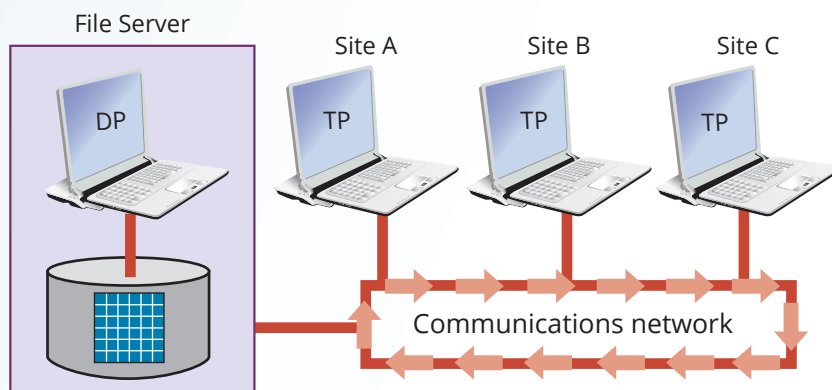 File Server
Site A
Site B
Site C
DP
TP
TP
TP
Communications network